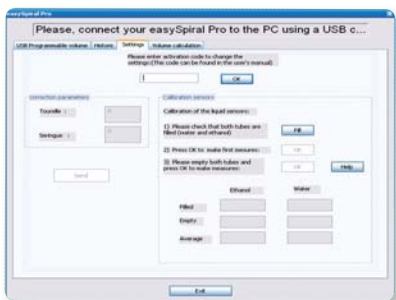 easySpiral Pro
Please, connect your easySpiral Pro to the PC using a USB c...
USB Programmable volume
Historic
Settings
Volume calculation
Please enter activation code to change the
settings(This code can be found in the user's manual)
OK
Correction parameters
Tourelle :
Seringue :
Send
Calibration sensors
Calibration of the liquid sensors:
1) Please check that both tubes are
filled (water and ethanol)
Fill
2) Press OK to make first mesures:
OK
3) Please empty both tubes and
press OK to make measures:
OK
Help
Ethanol
Water
Filled
Empty
Average
Exit